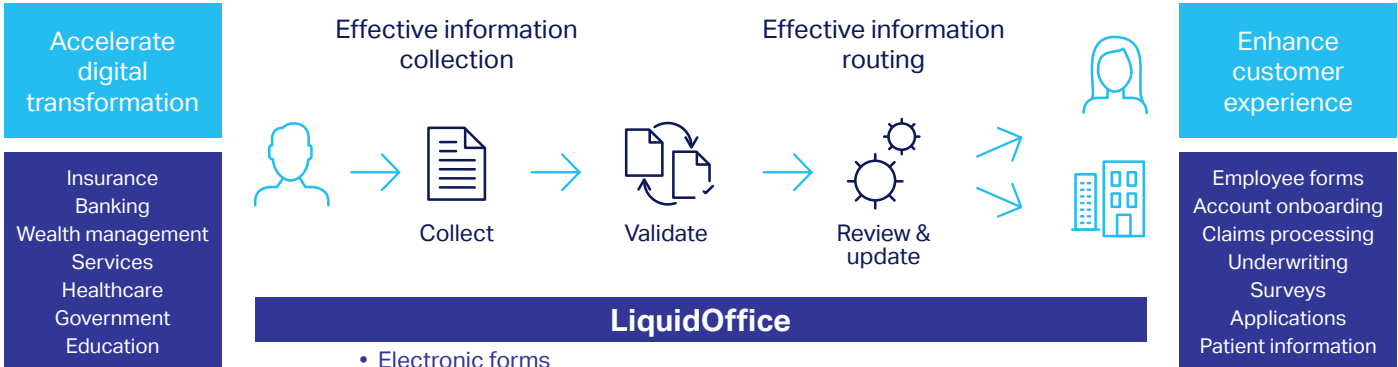 Accelerate
digital
transformation
Insurance
Banking
Wealth management
Services
Healthcare
Government
Education
Effective information
collection
Effective information
routing
Collect
Validate
Review &
update
LiquidOffice
• Electronic forms
Enhance
customer
experience
Employee forms
Account onboarding
Claims processing
Underwriting
Surveys
Applications
Patient information